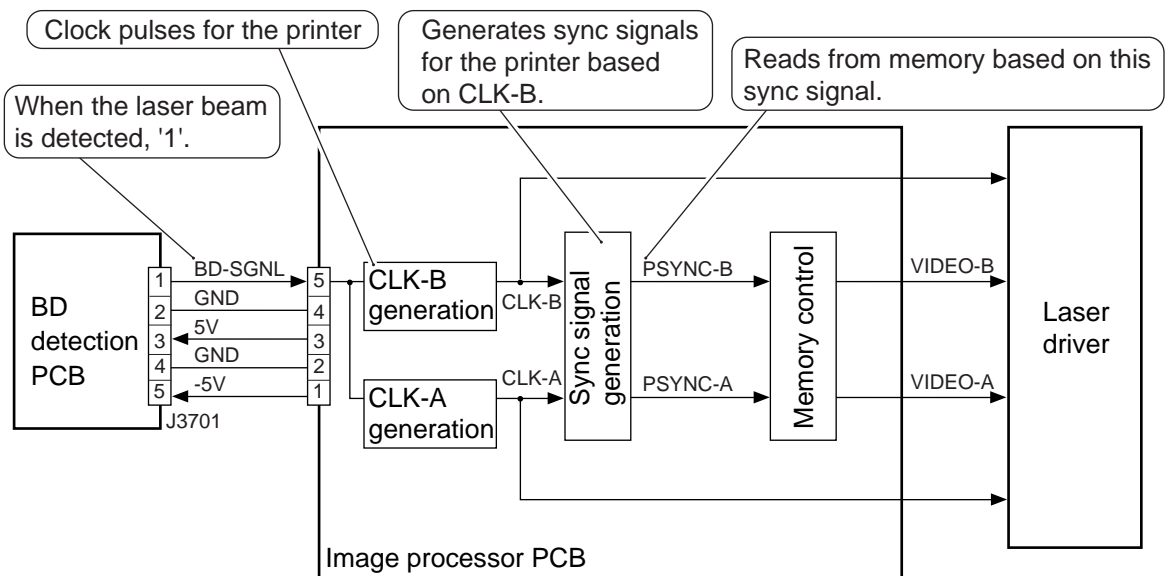 Clock pulses for the printer
Generates sync signals
for the printer based
on CLK-B.
Reads from memory based on this
sync signal.
When the laser beam
is detected, '1'.
BD
detection
PCB
1
2
3
4
5
J3701
BD-SGNL
GND
5V
GND
-5V
5
4
3
2
1
CLK-B
generation
CLK-A
generation
CLK-B
CLK-A
Sync signal
generation
PSYNC-B
PSYNC-A
Memory control
VIDEO-B
VIDEO-A
Laser
driver
Image processor PCB